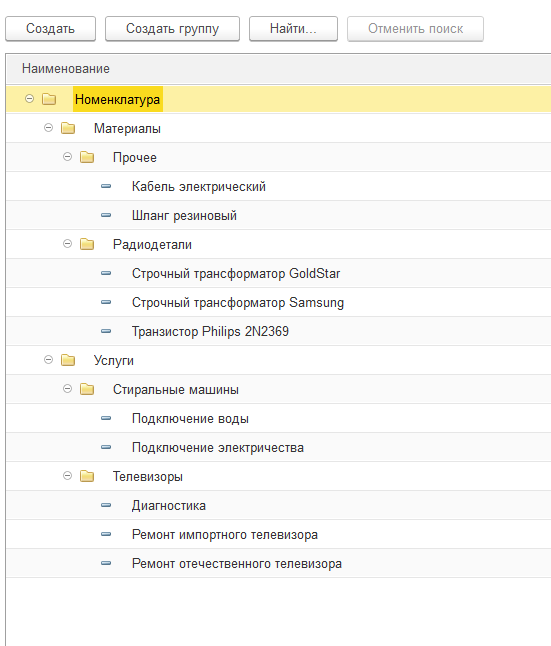 Создать Создать группу Найти... Отменить поиск
Наименование
Номенклатура
Материалы
Прочее
Кабель электрический
Шланг резиновый
Радиодетали
Строчный трансформатор GoldStar
Строчный трансформатор Samsung
Транзистор Philips 2N2369
Услуги
Стиральные машины
Подключение воды
Подключение электричества
Телевизоры
Диагностика
Ремонт импортного телевизора
Ремонт отечественного телевизора